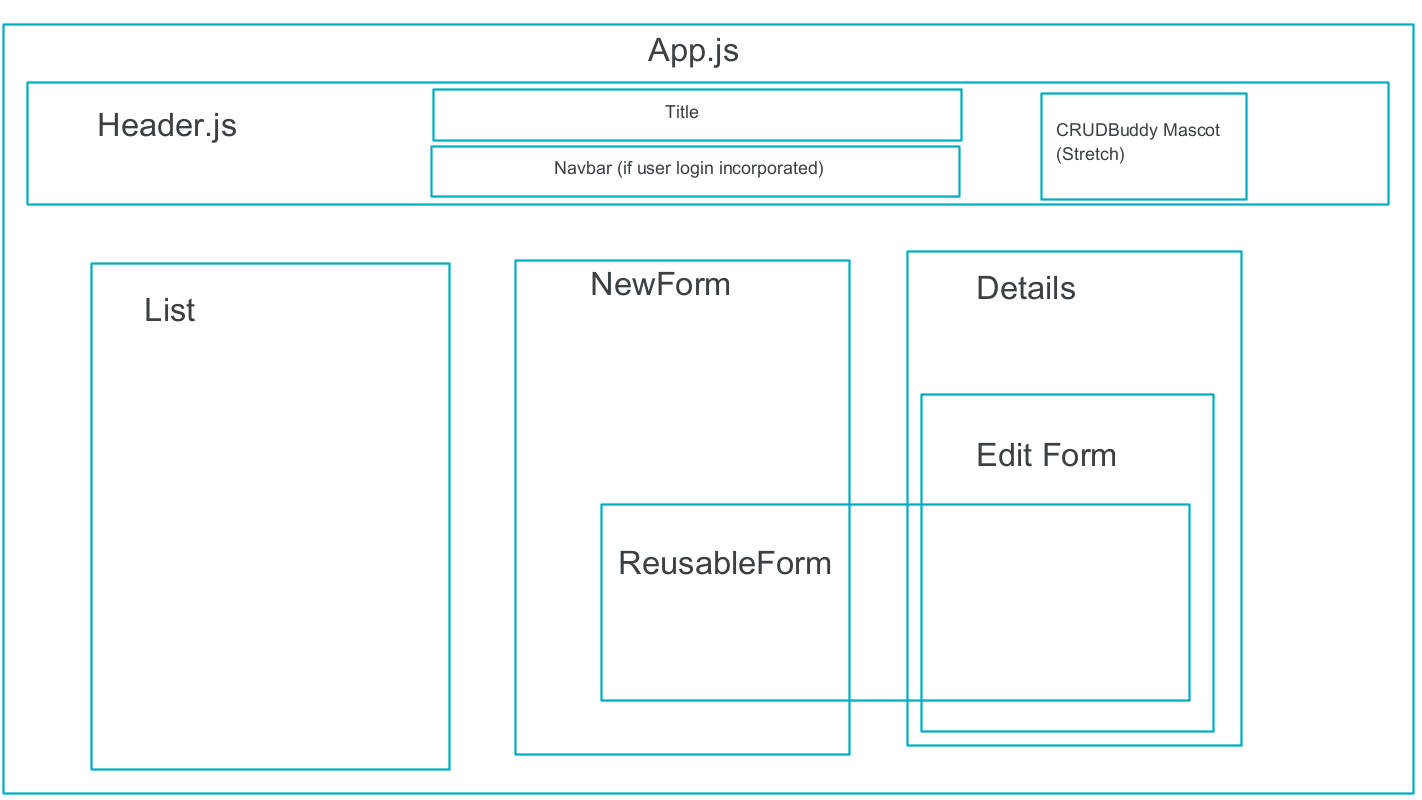 App.js
Header.js
Title
Navbar (if user login incorporated)
CRUDBuddy Mascot
(Stretch)
List
NewForm
Details
Edit Form
ReusableForm